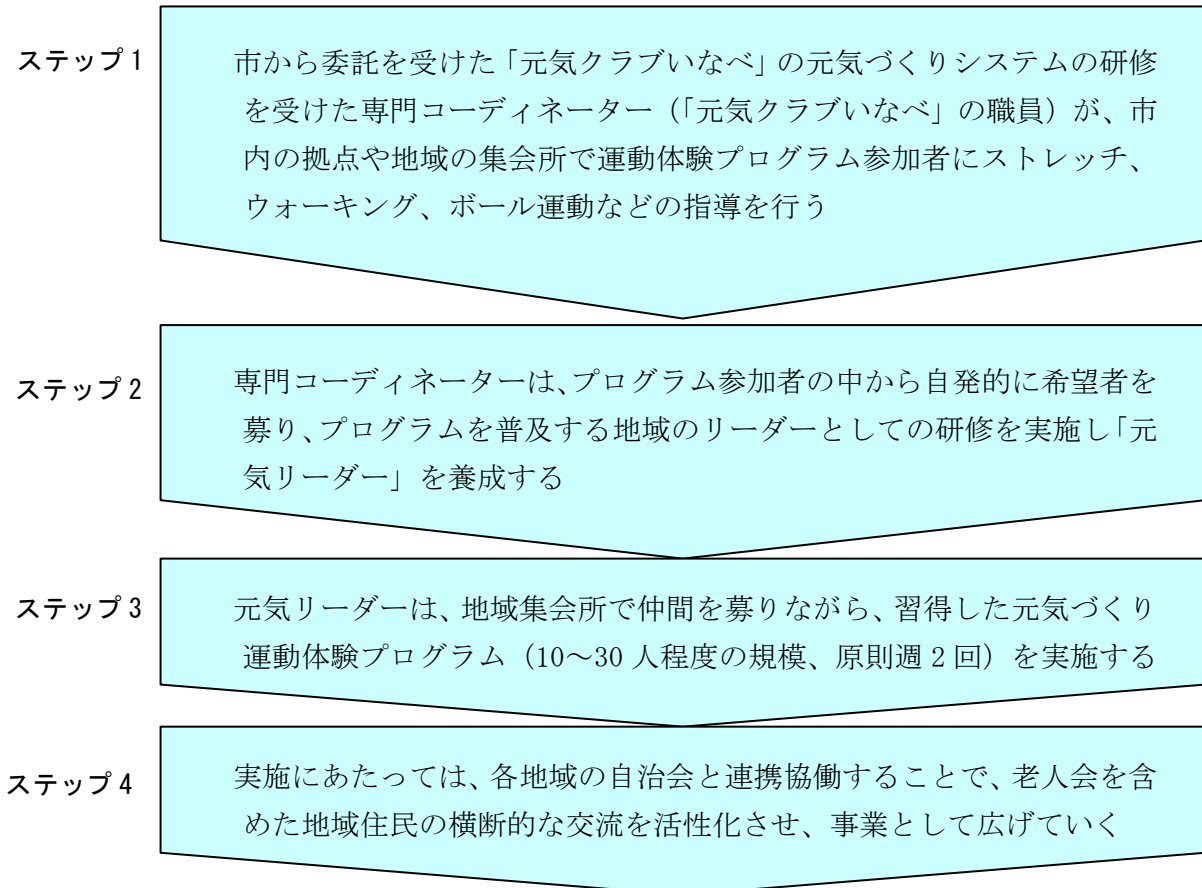 ステップ1
市から委託を受けた「元気クラブいなべ」の元気づくりシステムの研修
を受けた専門コーディネーター（「元気クラブいなべ」の職員）が、市
内の拠点や地域の集会所で運動体験プログラム参加者にストレッチ、
ウォーキング、ボール運動などの指導を行う
ステップ2
専門コーディネーターは、プログラム参加者の中から自発的に希望者を
募り、プログラムを普及する地域のリーダーとしての研修を実施し「元
気リーダー」を養成する
ステップ3
元気リーダーは、地域集会所で仲間を募りながら、習得した元気づくり
運動体験プログラム（10～30人程度の規模、原則週2回）を実施する
ステップ4
実施にあたっては、各地域の自治会と連携協働することで、老人会を含
めた地域住民の横断的な交流を活性化させ、事業として広げていく